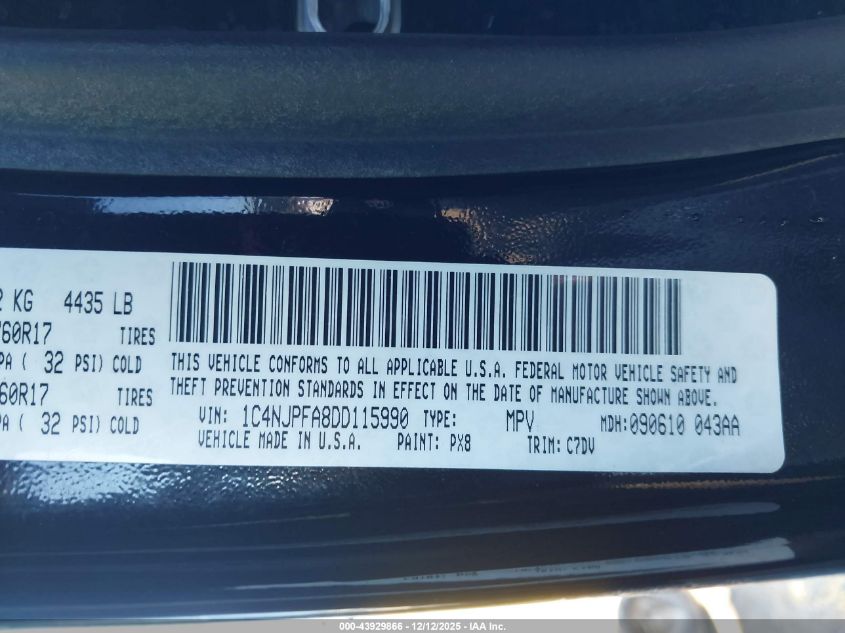 2 KG 4435 LB
/60R17 TIRES
PA ( 32 PSI) COLD
60R17 TIRES
PA ( 32 PSI) COLD
THIS VEHICLE CONFORMS TO ALL APPLICABLE U.S.A. FEDERAL MOTOR VEHICLE SAFETY AND
THEFT PREVENTION STANDARDS IN EFFECT ON THE DATE OF MANUFACTURE SHOWN ABOVE.
VIN: 1C4NJPFA8DD115990 TYPE: MPV MDH:090610 043AA
VEHICLE MADE IN U.S.A. PAINT: PX8 TRIM: C7DV
000-43929866 - 12/12/2025 - IAA Inc.